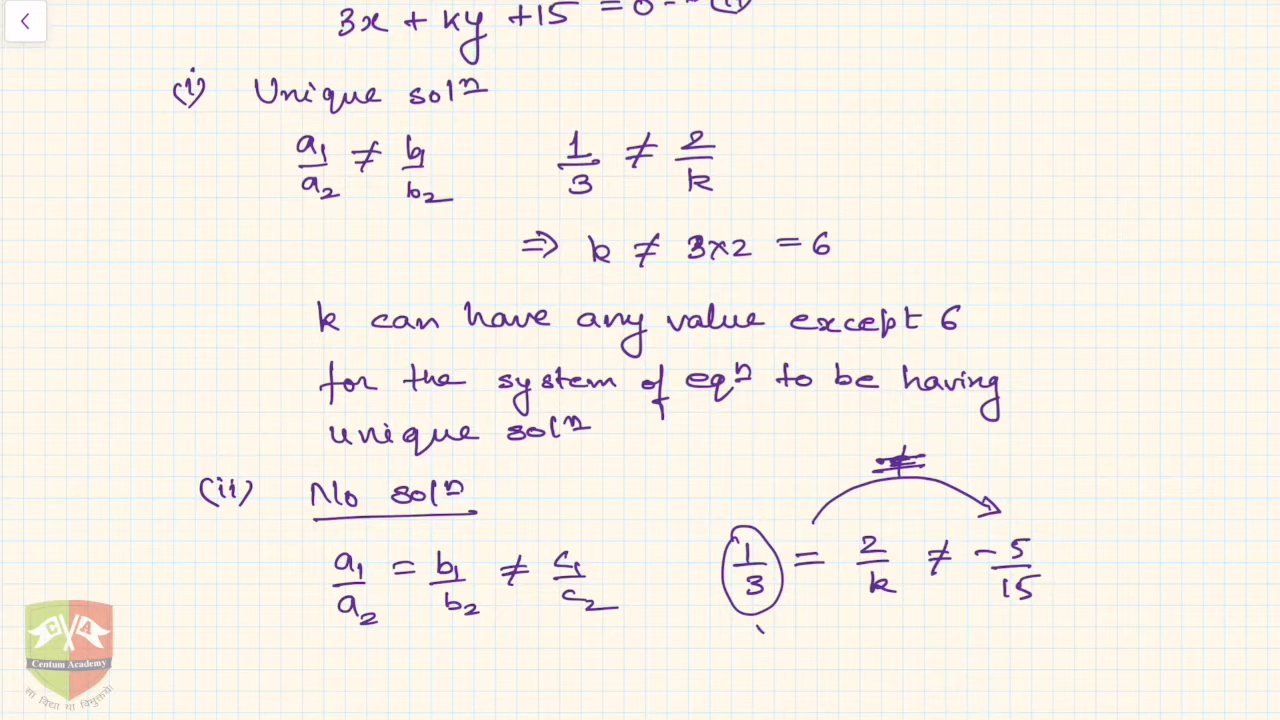 3x + ky + 15 = 0 -- (ii)
(i) Unique solⁿ
a₁/a₂ ≠ b₁/b₂ 1/3 ≠ 2/k
⇒ k ≠ 3×2 = 6
k can have any value except 6
for the system of eqⁿ to be having
unique solⁿ
(ii) No solⁿ
a₁/a₂ = b₁/b₂ ≠ c₁/c₂ 1/3 = 2/k ≠ -5/15
C A
Centum Academy
सा विद्या या विमुक्तये